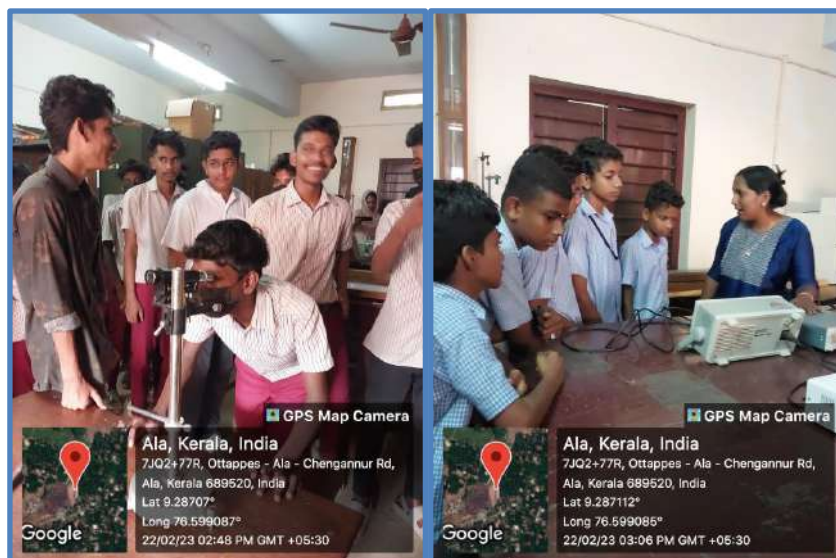 GPS Map Camera
Ala, Kerala, India
7JQ2+77R, Ottappes - Ala - Chengannur Rd,
Ala, Kerala 689520, India
Lat 9.28707°
Long 76.599087°
22/02/23 02:48 PM GMT +05:30
Google
GPS Map Camera
Ala, Kerala, India
7JQ2+77R, Ottappes - Ala - Chengannur Rd,
Ala, Kerala 689520, India
Lat 9.287112°
Long 76.599085°
22/02/23 03:06 PM GMT +05:30
Google